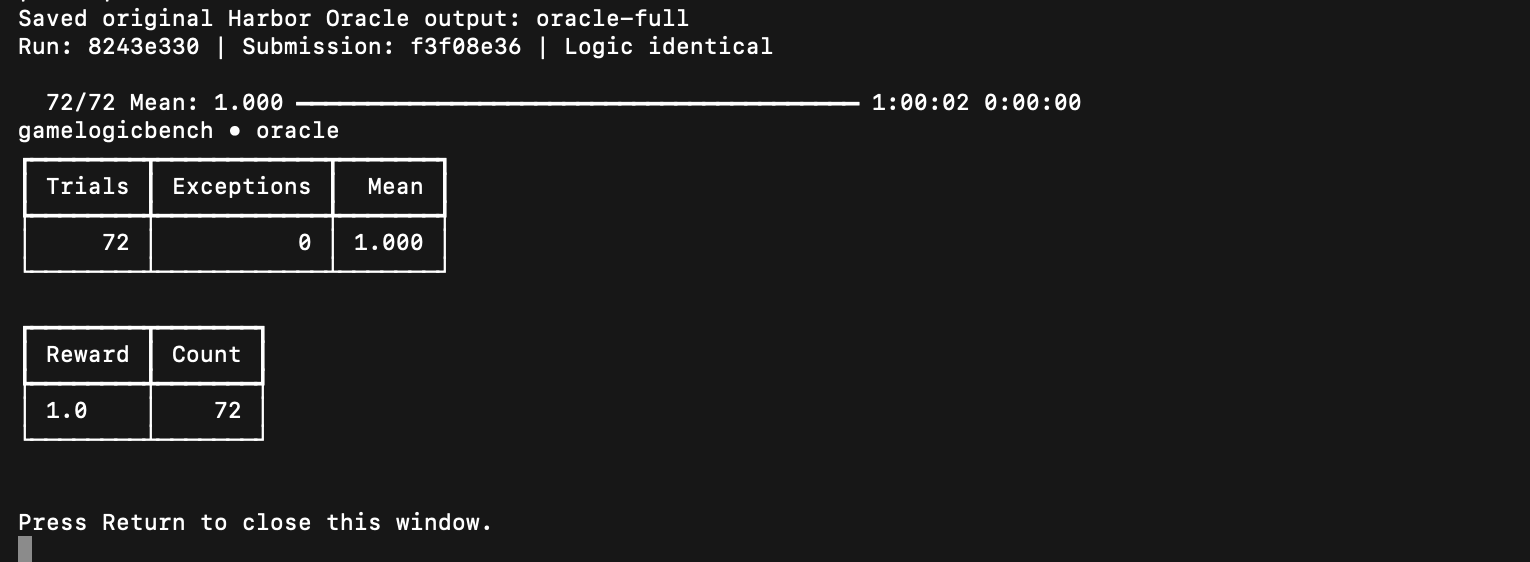 Saved original Harbor Oracle output: oracle-full
Run: 8243e330 | Submission: f3f08e36 | Logic identical
72/72 Mean: 1.000 1:00:02 0:00:00
gamelogicbench • oracle
Trials Exceptions Mean
72 0 1.000
Reward Count
1.0 72
Press Return to close this window.